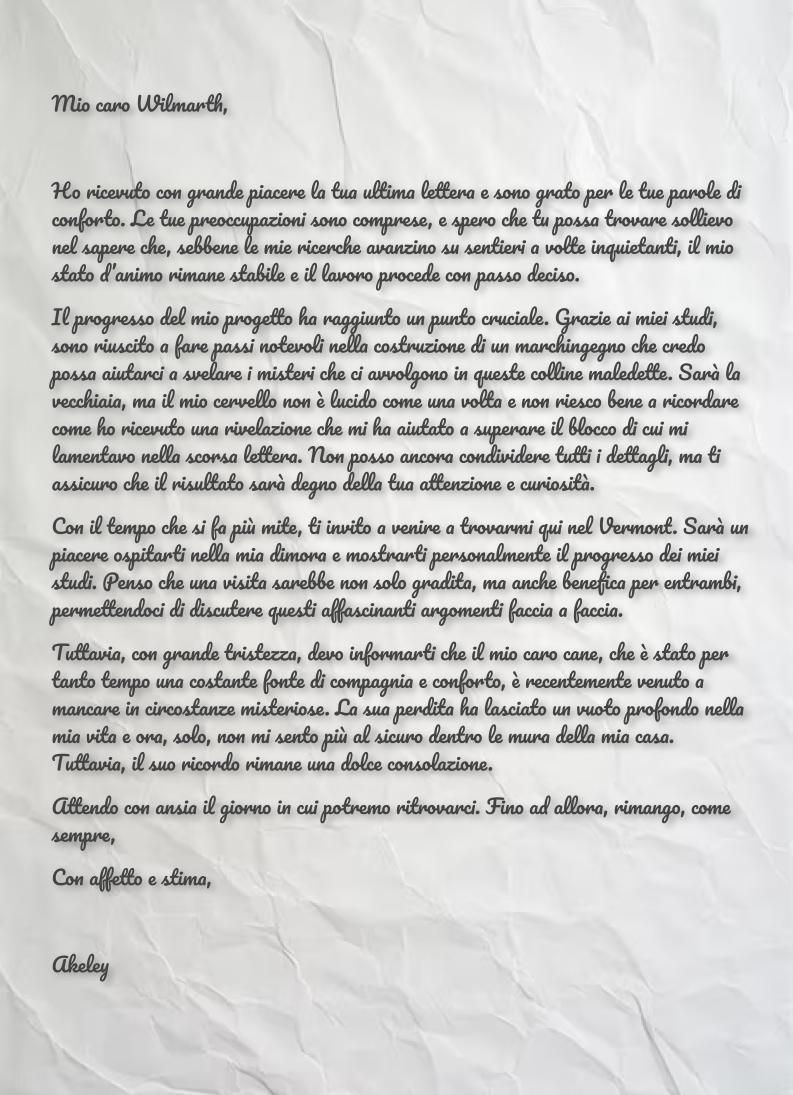 Mio caro Wilmarth,
Ho ricevuto con grande piacere la tua ultima lettera e sono grato per le tue parole di
conforto. Le tue preoccupazioni sono comprese, e spero che tu possa trovare sollievo
nel sapere che, sebbene le mie ricerche avanzino su sentieri a volte inquietanti, il mio
stato d'animo rimane stabile e il lavoro procede con passo deciso.
Il progresso del mio progetto ha raggiunto un punto cruciale. Grazie ai miei studi,
sono riuscito a fare passi notevoli nella costruzione di un marchingegno che credo
possa aiutarci a svelare i misteri che ci avvolgono in queste colline maledette. Sarà la
vecchiaia, ma il mio cervello non è lucido come una volta e non riesco bene a ricordare
come ho ricevuto una rivelazione che mi ha aiutato a superare il blocco di cui mi
lamentavo nella scorsa lettera. Non posso ancora condividere tutti i dettagli, ma ti
assicuro che il risultato sarà degno della tua attenzione e curiosità.
Con il tempo che si fa più mite, ti invito a venire a trovarmi qui nel Vermont. Sarà un
piacere ospitarti nella mia dimora e mostrarti personalmente il progresso dei miei
studi. Penso che una visita sarebbe non solo gradita, ma anche benefica per entrambi,
permettendoci di discutere questi affascinanti argomenti faccia a faccia.
Tuttavia, con grande tristezza, devo informarti che il mio caro cane, che è stato per
tanto tempo una costante fonte di compagnia e conforto, è recentemente venuto a
mancare in circostanze misteriose. La sua perdita ha lasciato un vuoto profondo nella
mia vita e ora, solo, non mi sento più al sicuro dentro le mura della mia casa.
Tuttavia, il suo ricordo rimane una dolce consolazione.
Attendo con ansia il giorno in cui potremo ritrovarci. Fino ad allora, rimango, come
sempre,
Con affetto e stima,
Akeley